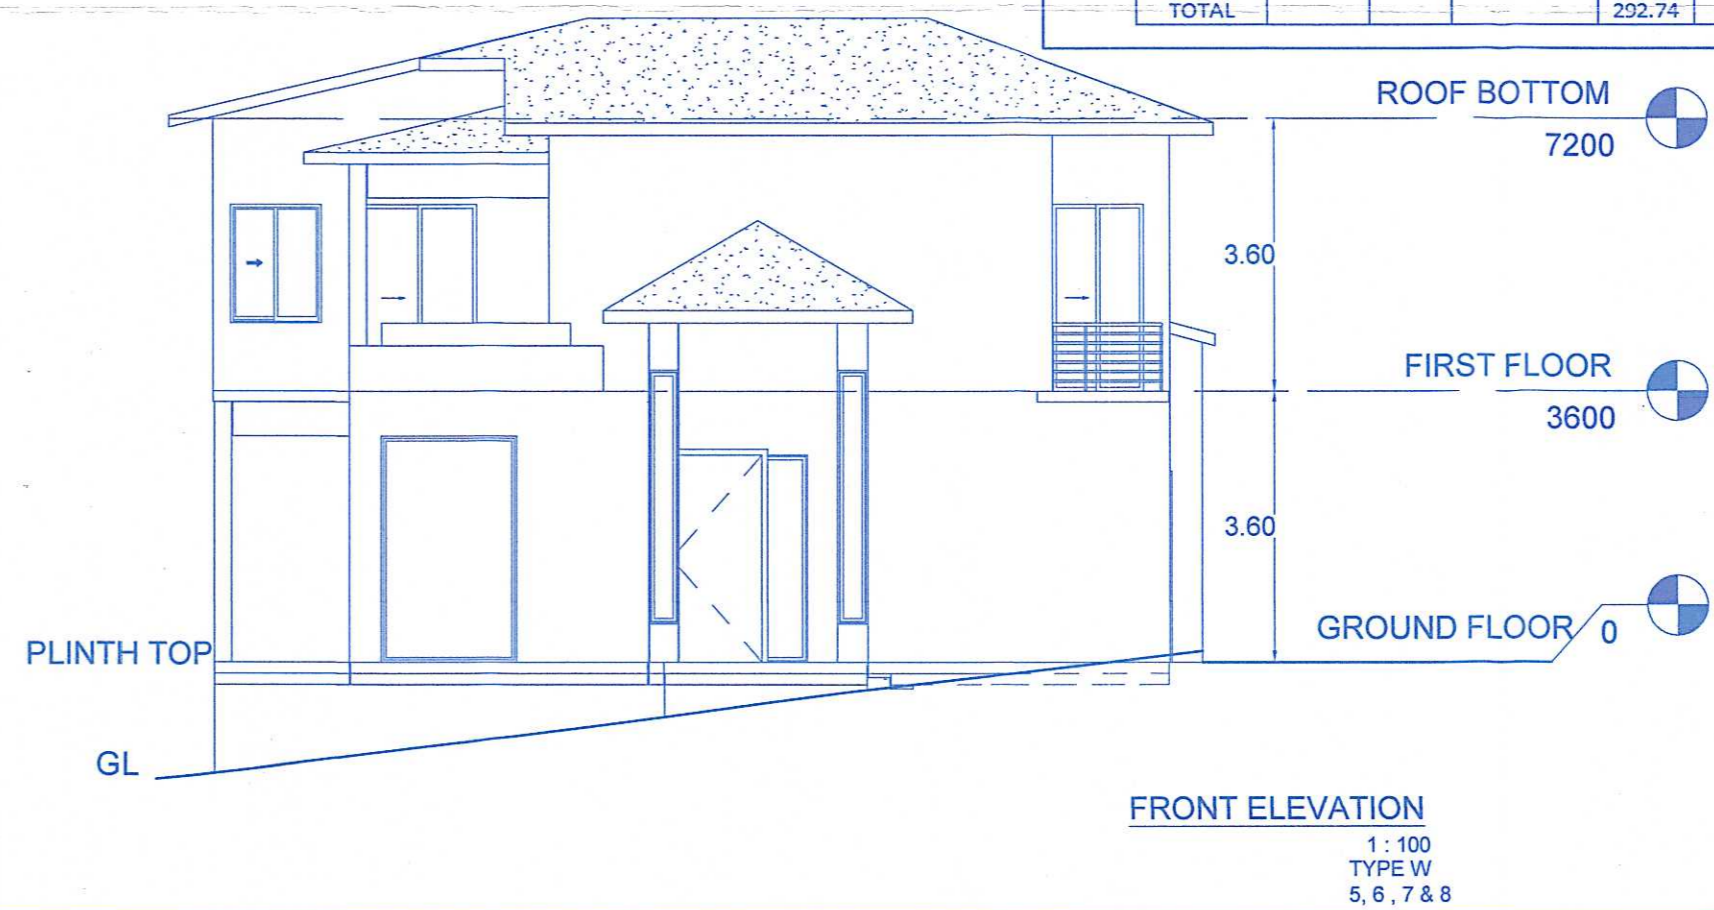 TOTAL 292.74
ROOF BOTTOM
7200
3.60
FIRST FLOOR
3600
3.60
GROUND FLOOR 0
PLINTH TOP
GL
FRONT ELEVATION
1 : 100
TYPE W
5, 6 , 7 & 8